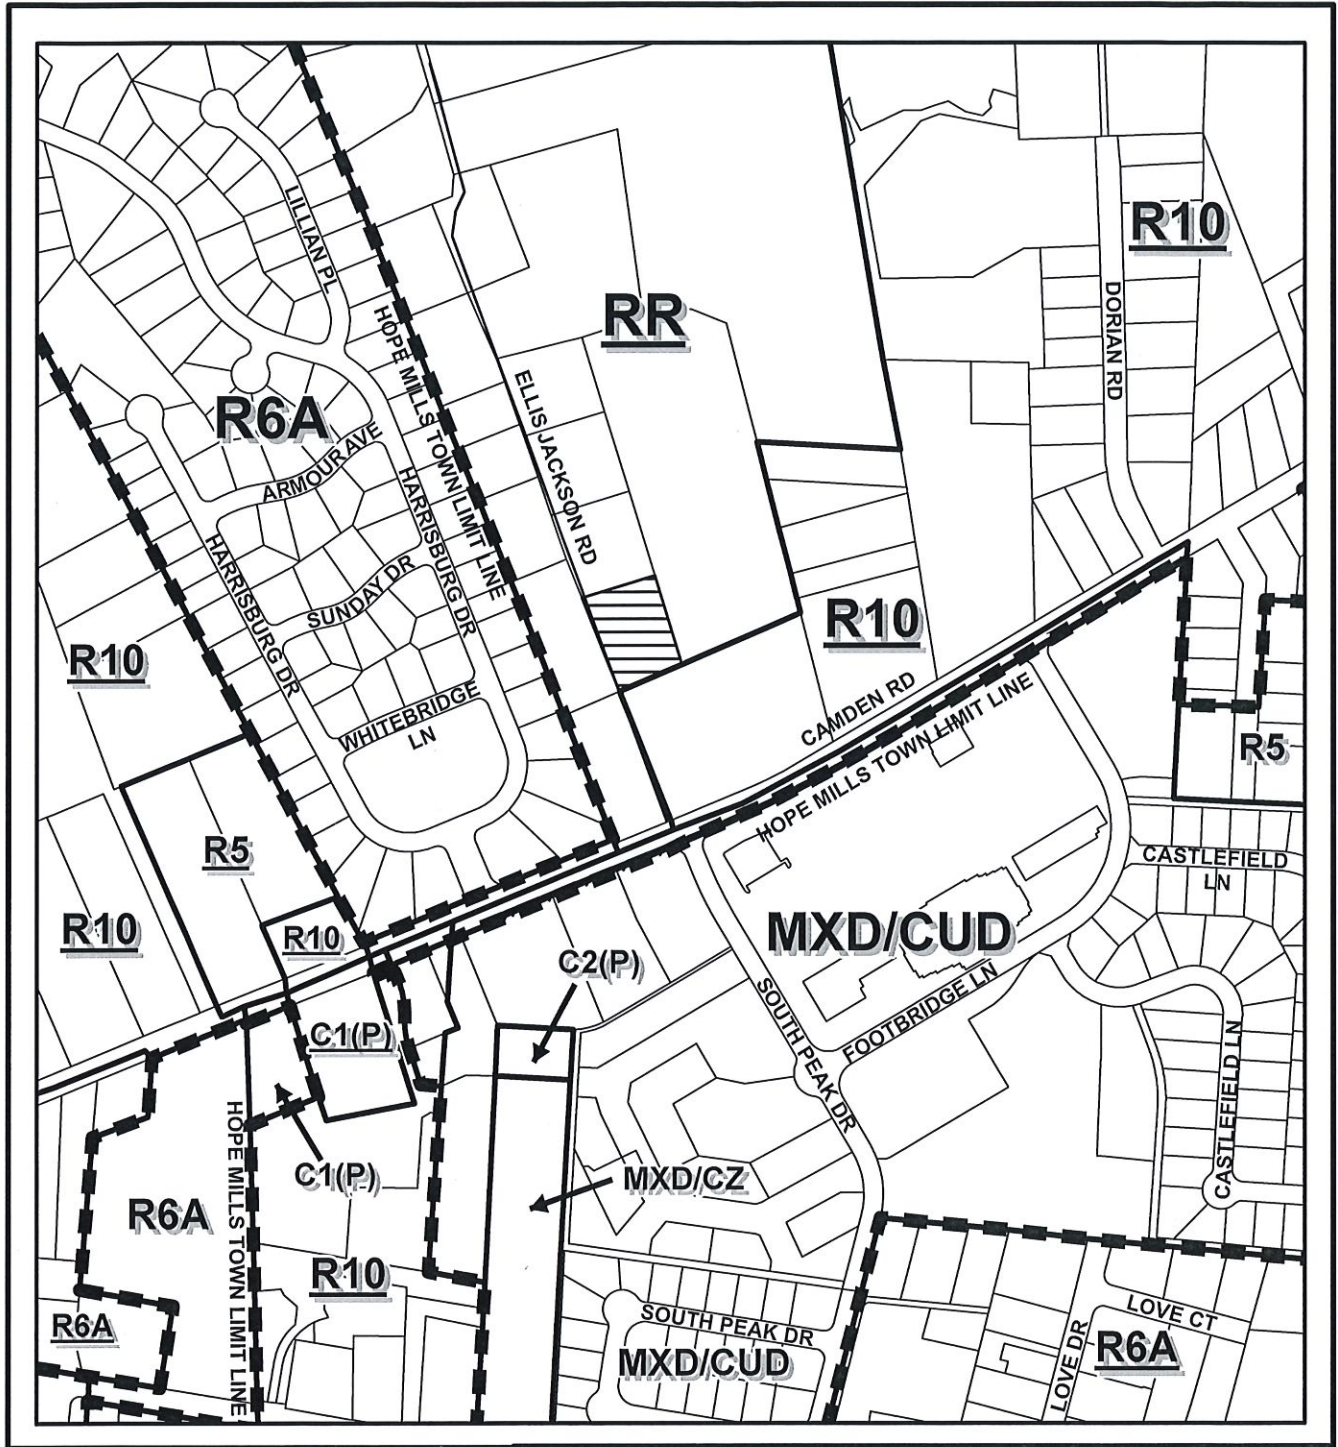 LILLIAN PL
R10
RR
HOPE MILLS TOWN LIMIT LINE
DORIAN RD
R6A
ELLIS JACKSON RD
ARMOUR AVE
HARRISBURG DR
HARRISBURG DR
SUNDAY DR
R10
R10
WHITEBRIDGE
LN
CAMDEN RD
HOPE MILLS TOWN LIMIT LINE
R5
R5
CASTLEFIELD
LN
R10
R10
MXD/CUD
C2(P)
SOUTH PEAK DR
FOOTBRIDGE LN
C1(P)
CASTLEFIELD LN
HOPE MILLS TOWN LIMIT LINE
C1(P)
MXD/CZ
R6A
R10
R6A
SOUTH PEAK DR
MXD/CUD
LOVE CT
LOVE DR
R6A